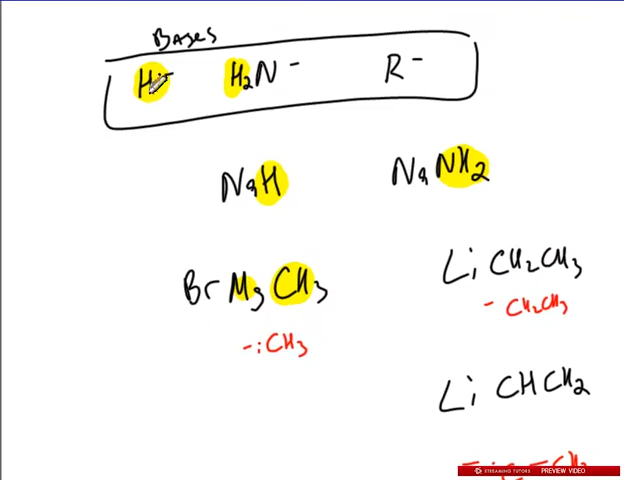 BASES
H:- H2N - R -
NaH NaNH2
BrMgCH3 LiCH2CH3
- CH2CH3
-:CH3
LiCHCH2
STREAMING TUTORS PREVIEW VIDEO